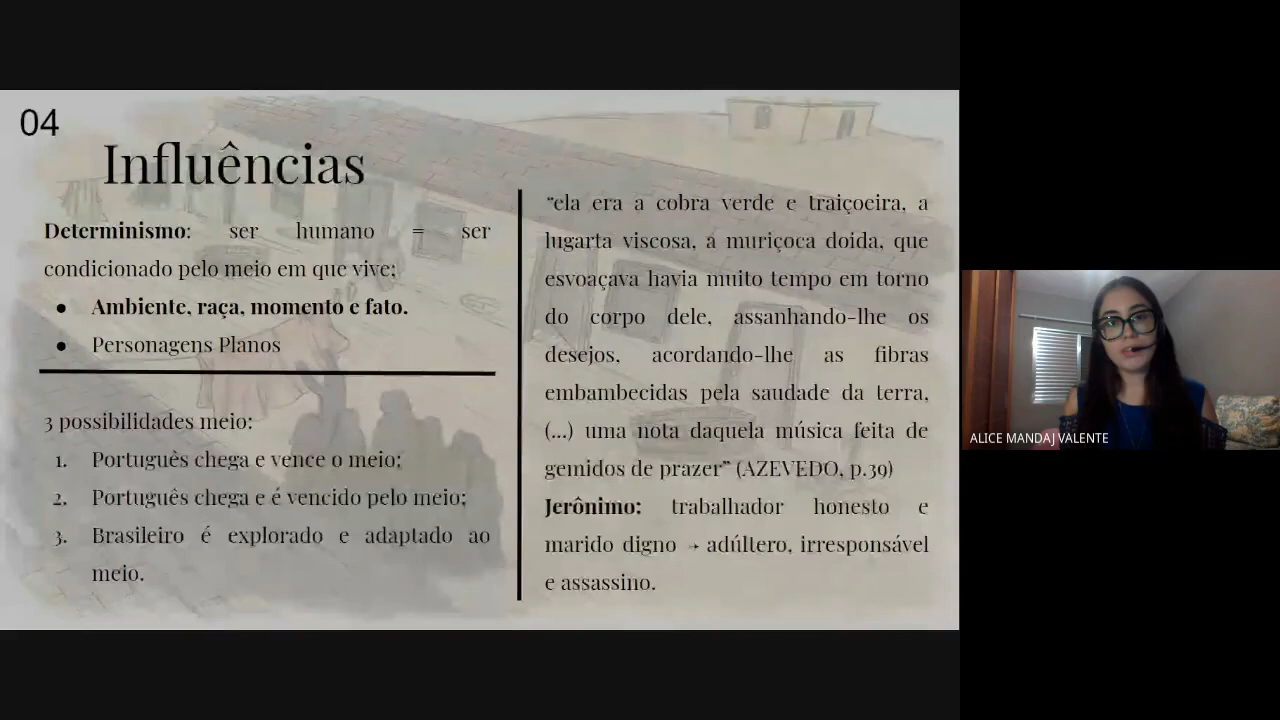 04
Influências
Determinismo: ser humano = ser
condicionado pelo meio em que vive;
● Ambiente, raça, momento e fato.
● Personagens Planos
3 possibilidades meio:
1. Português chega e vence o meio;
2. Português chega e é vencido pelo meio;
3. Brasileiro é explorado e adaptado ao
meio.
“ela era a cobra verde e traiçoeira, a
lugarta viscosa, a muriçoca doida, que
esvoaçava havia muito tempo em torno
do corpo dele, assanhando-lhe os
desejos, acordando-lhe as fibras
embambecidas pela saudade da terra,
(...) uma nota daquela música feita de
gemidos de prazer” (AZEVEDO, p.39)
Jerônimo: trabalhador honesto e
marido digno → adúltero, irresponsável
e assassino.
ALICE MANDAJ VALENTE